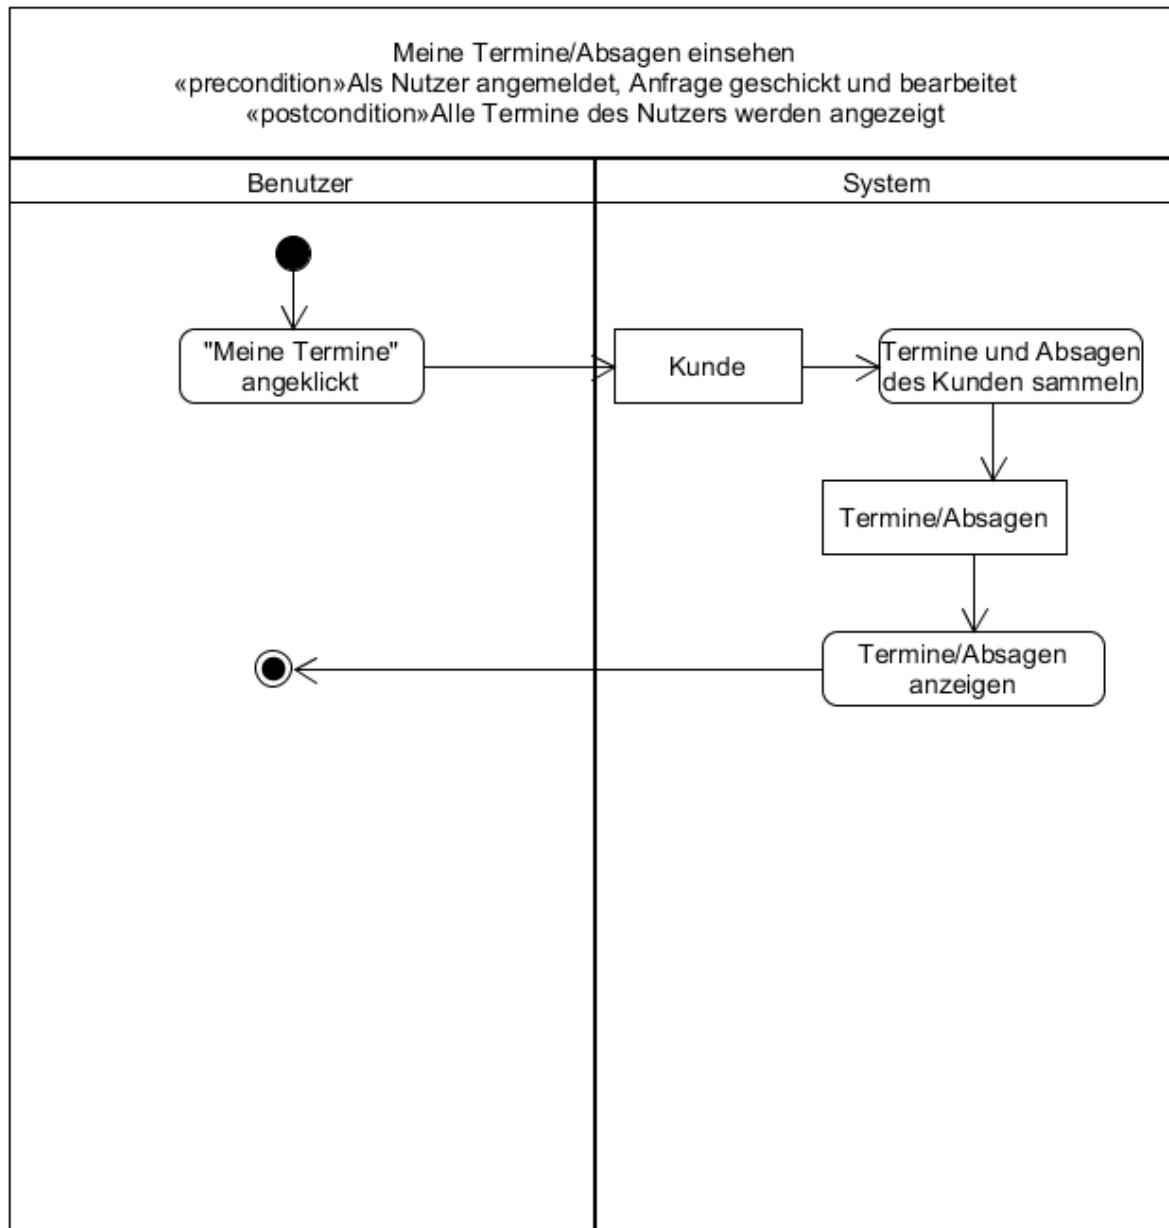 Meine Termine/Absagen einsehen
«precondition»Als Nutzer angemeldet, Anfrage geschickt und bearbeitet
«postcondition»Alle Termine des Nutzers werden angezeigt
Benutzer
System
"Meine Termine"
angeklickt
Kunde
Termine und Absagen
des Kunden sammeln
Termine/Absagen
Termine/Absagen
anzeigen